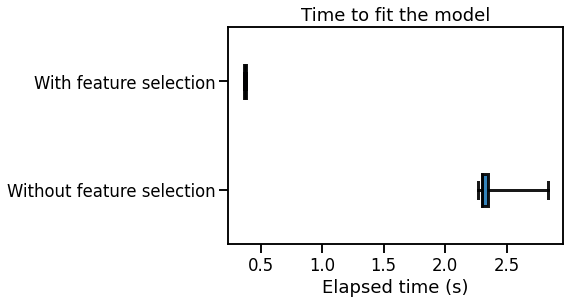 Time to fit the model
With feature selection
Without feature selection
0.5 1.0 1.5 2.0 2.5
Elapsed time (s)